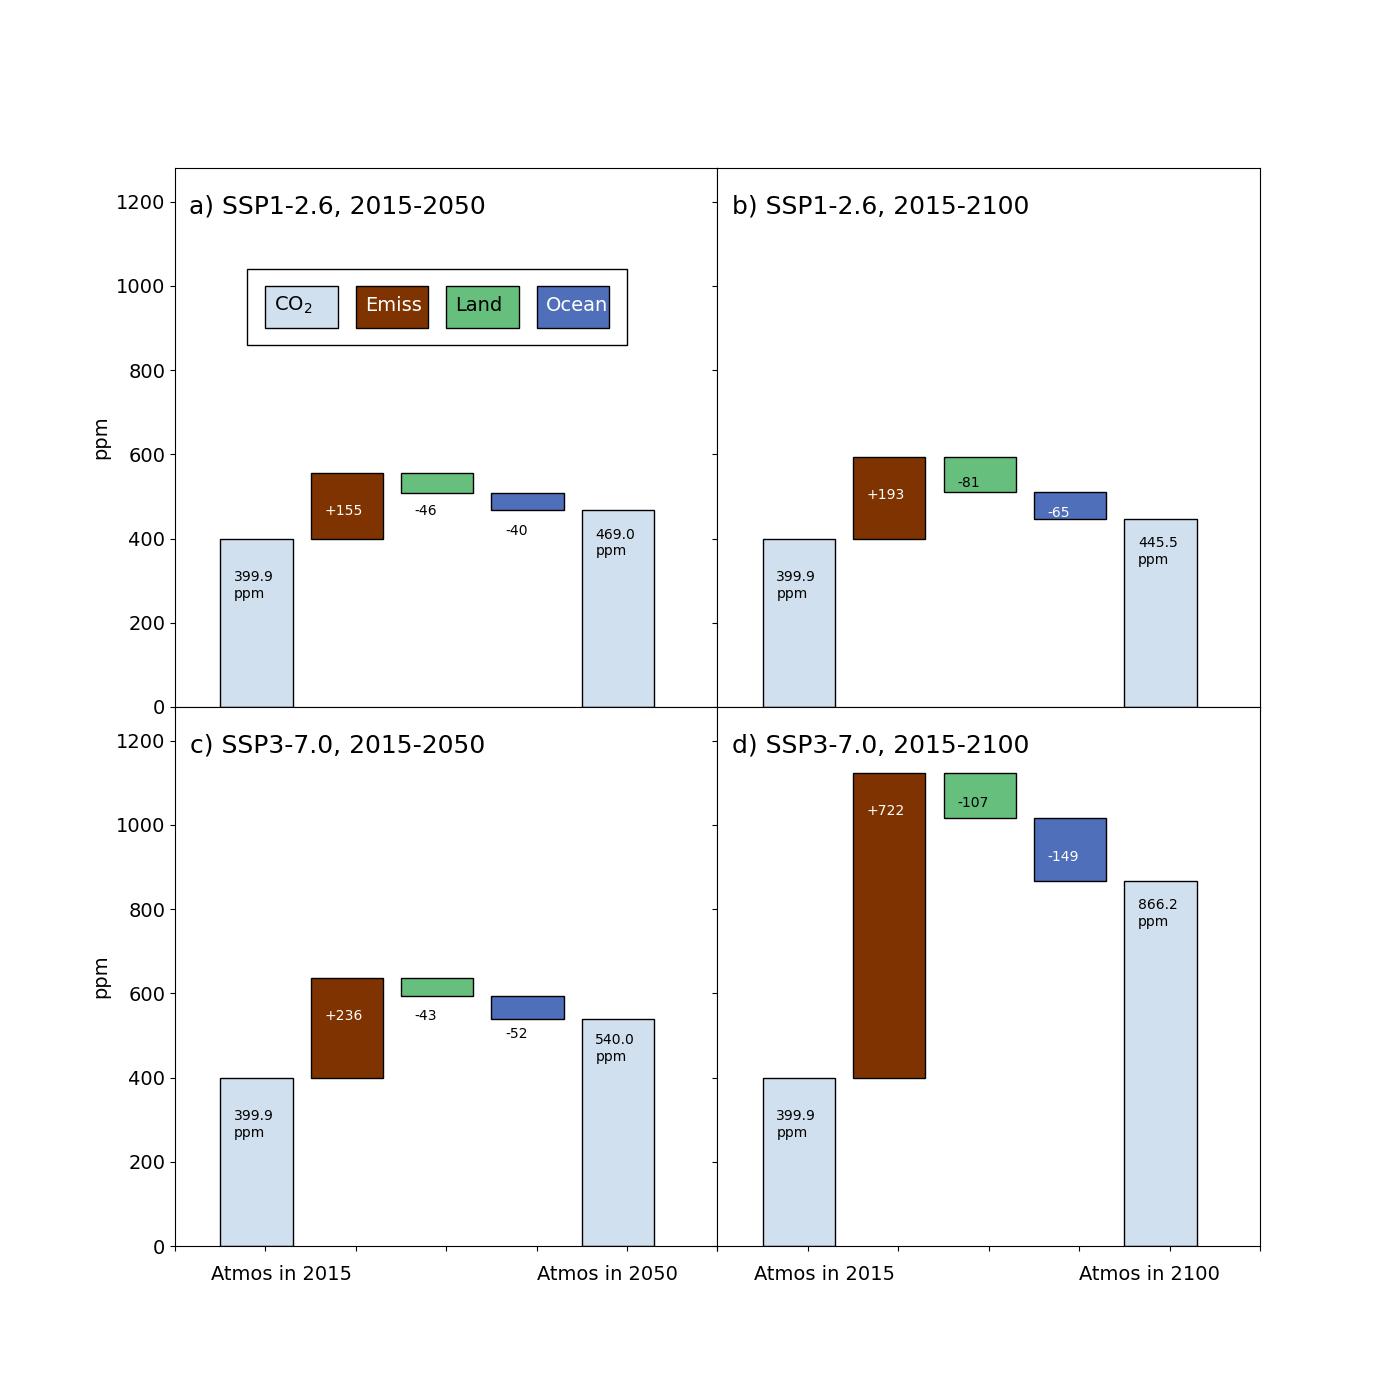 a) SSP1-2.6, 2015-2050
b) SSP1-2.6, 2015-2100
1200
1000
800
600
400
200
0
ppm
CO₂ Emiss Land Ocean
399.9
ppm
+155
-46
-40
469.0
ppm
399.9
ppm
+193
-81
-65
445.5
ppm
c) SSP3-7.0, 2015-2050
d) SSP3-7.0, 2015-2100
1200
1000
800
600
400
200
0
ppm
399.9
ppm
+236
-43
-52
540.0
ppm
399.9
ppm
+722
-107
-149
866.2
ppm
Atmos in 2015
Atmos in 2050
Atmos in 2015
Atmos in 2100